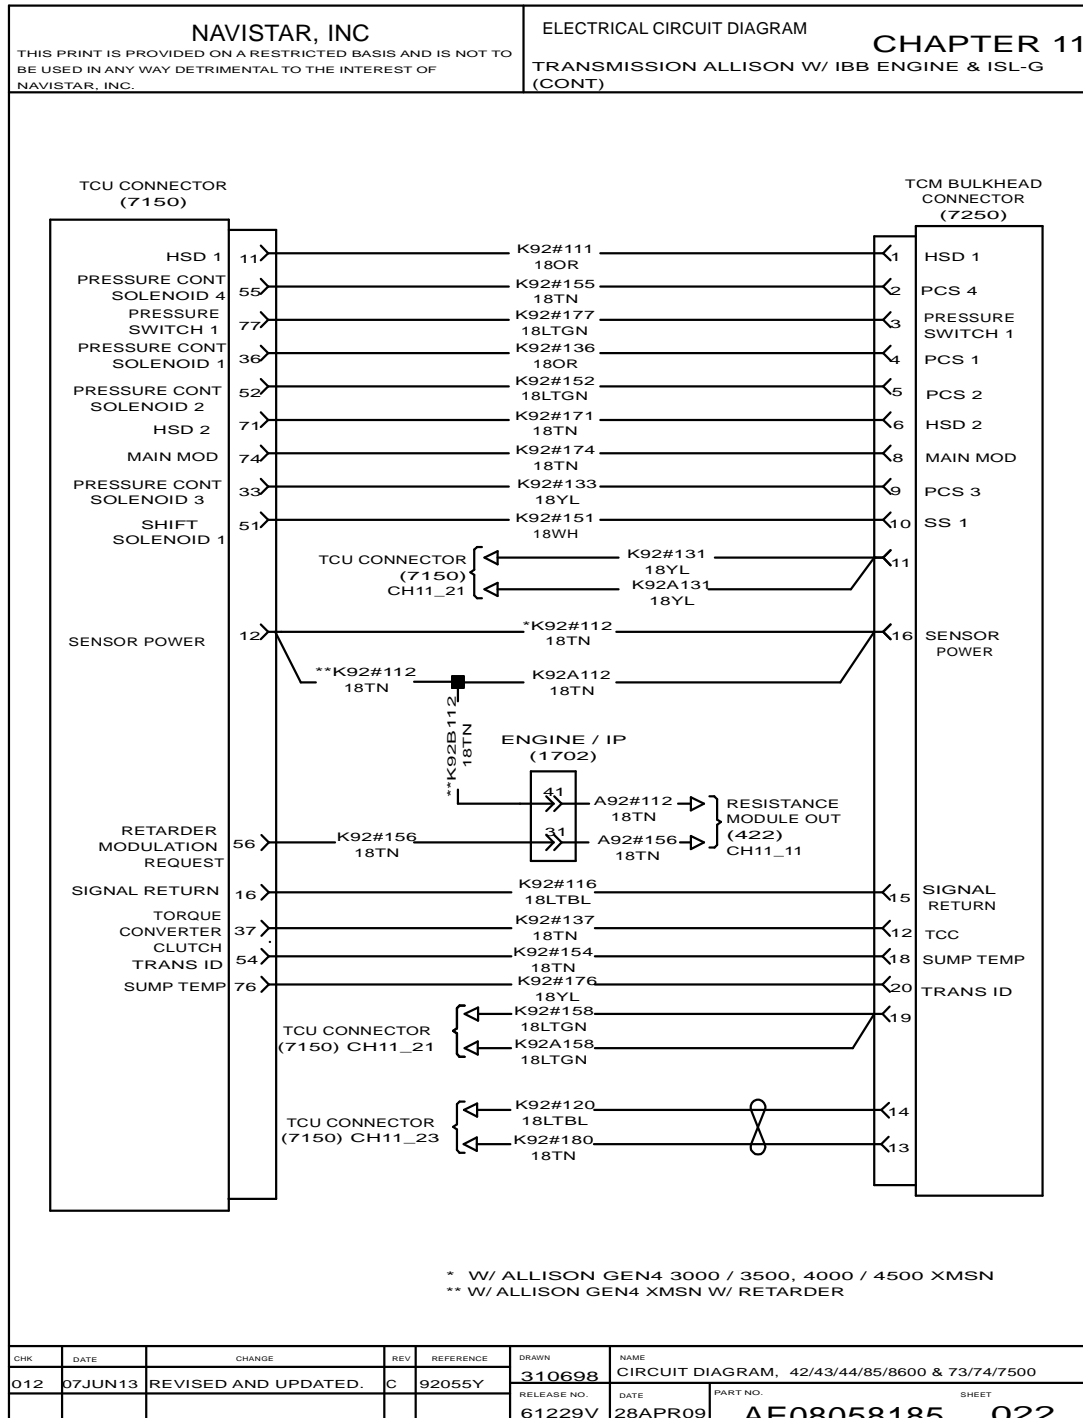 NAVISTAR, INC
THIS PRINT IS PROVIDED ON A RESTRICTED BASIS AND IS NOT TO
BE USED IN ANY WAY DETRIMENTAL TO THE INTEREST OF
NAVISTAR, INC.
ELECTRICAL CIRCUIT DIAGRAM
CHAPTER 11
TRANSMISSION ALLISON W/ IBB ENGINE & ISL-G
(CONT)
TCU CONNECTOR
(7150)
TCM BULKHEAD
CONNECTOR
(7250)
HSD 1 11 K92#111 1 HSD 1
18OR
PRESSURE CONT
SOLENOID 4 55 K92#155 2 PCS 4
18TN
PRESSURE
SWITCH 1 77 K92#177 3 PRESSURE
18LTGN SWITCH 1
PRESSURE CONT
SOLENOID 1 36 K92#136 4 PCS 1
18OR
PRESSURE CONT
SOLENOID 2 52 K92#152 5 PCS 2
18LTGN
HSD 2 71 K92#171 6 HSD 2
18TN
MAIN MOD 74 K92#174 8 MAIN MOD
18TN
PRESSURE CONT
SOLENOID 3 33 K92#133 9 PCS 3
18YL
SHIFT
SOLENOID 1 51 K92#151 10 SS 1
18WH
TCU CONNECTOR
(7150)
CH11_21
K92#131 11
18YL
K92A131
18YL
SENSOR POWER 12 *K92#112 16 SENSOR
18TN POWER
**K92#112 K92A112
18TN 18TN
**K92B112
18TN
ENGINE / IP
(1702)
41 A92#112
18TN
RESISTANCE
MODULE OUT
(422)
CH11_11
RETARDER
MODULATION
REQUEST
56 K92#156 31 A92#156
18TN 18TN
SIGNAL RETURN 16 K92#116 15 SIGNAL
18LTBL RETURN
TORQUE
CONVERTER
CLUTCH
37 K92#137 12 TCC
18TN
TRANS ID 54 K92#154 18 SUMP TEMP
18TN
SUMP TEMP 76 K92#176 20 TRANS ID
18YL
TCU CONNECTOR
(7150) CH11_21
K92#158 19
18LTGN
K92A158
18LTGN
TCU CONNECTOR
(7150) CH11_23
K92#120 14
18LTBL
K92#180 13
18TN
* W/ ALLISON GEN4 3000 / 3500, 4000 / 4500 XMSN
** W/ ALLISON GEN4 XMSN W/ RETARDER
CHK DATE CHANGE REV REFERENCE DRAWN NAME
012 07JUN13 REVISED AND UPDATED. C 92055Y 310698 CIRCUIT DIAGRAM, 42/43/44/85/8600 & 73/74/7500
RELEASE NO. DATE PART NO. SHEET
61229V 28APR09 AE08058185 022